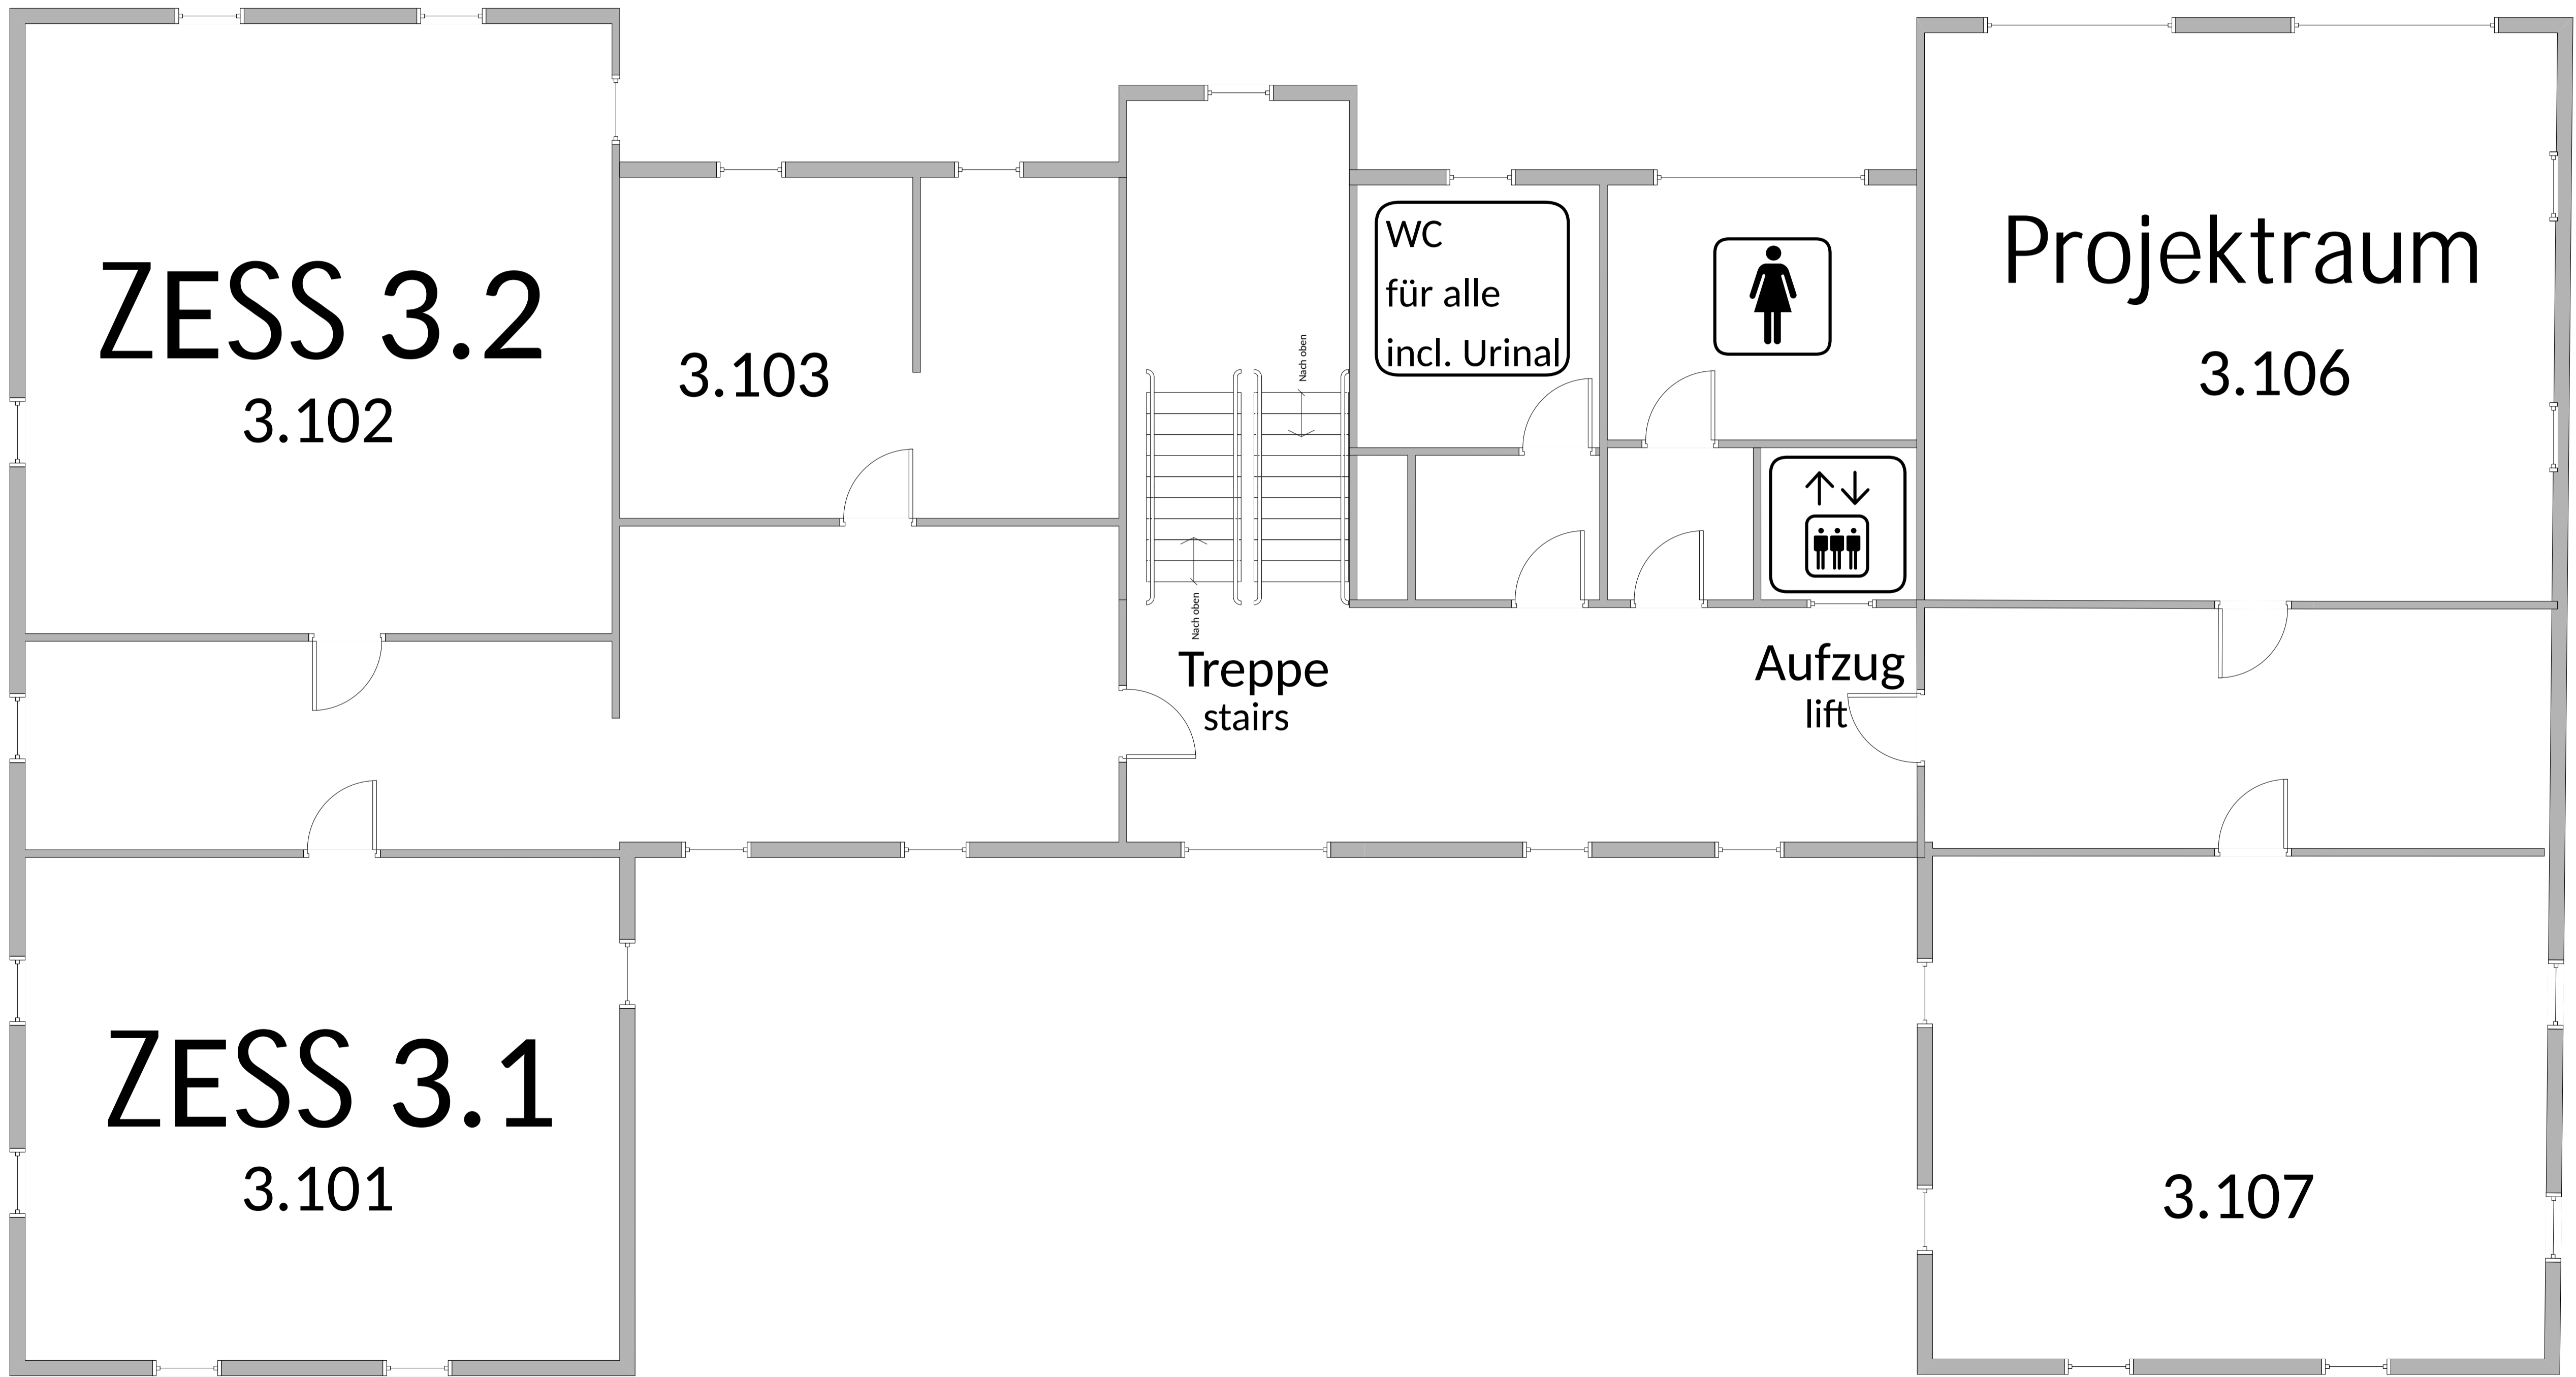 ZESS 3.2
3.102
3.103
Nach oben
Nach oben
Treppe
stairs
WC
für alle
incl. Urinal
Aufzug
lift
Projektraum
3.106
ZESS 3.1
3.101
3.107